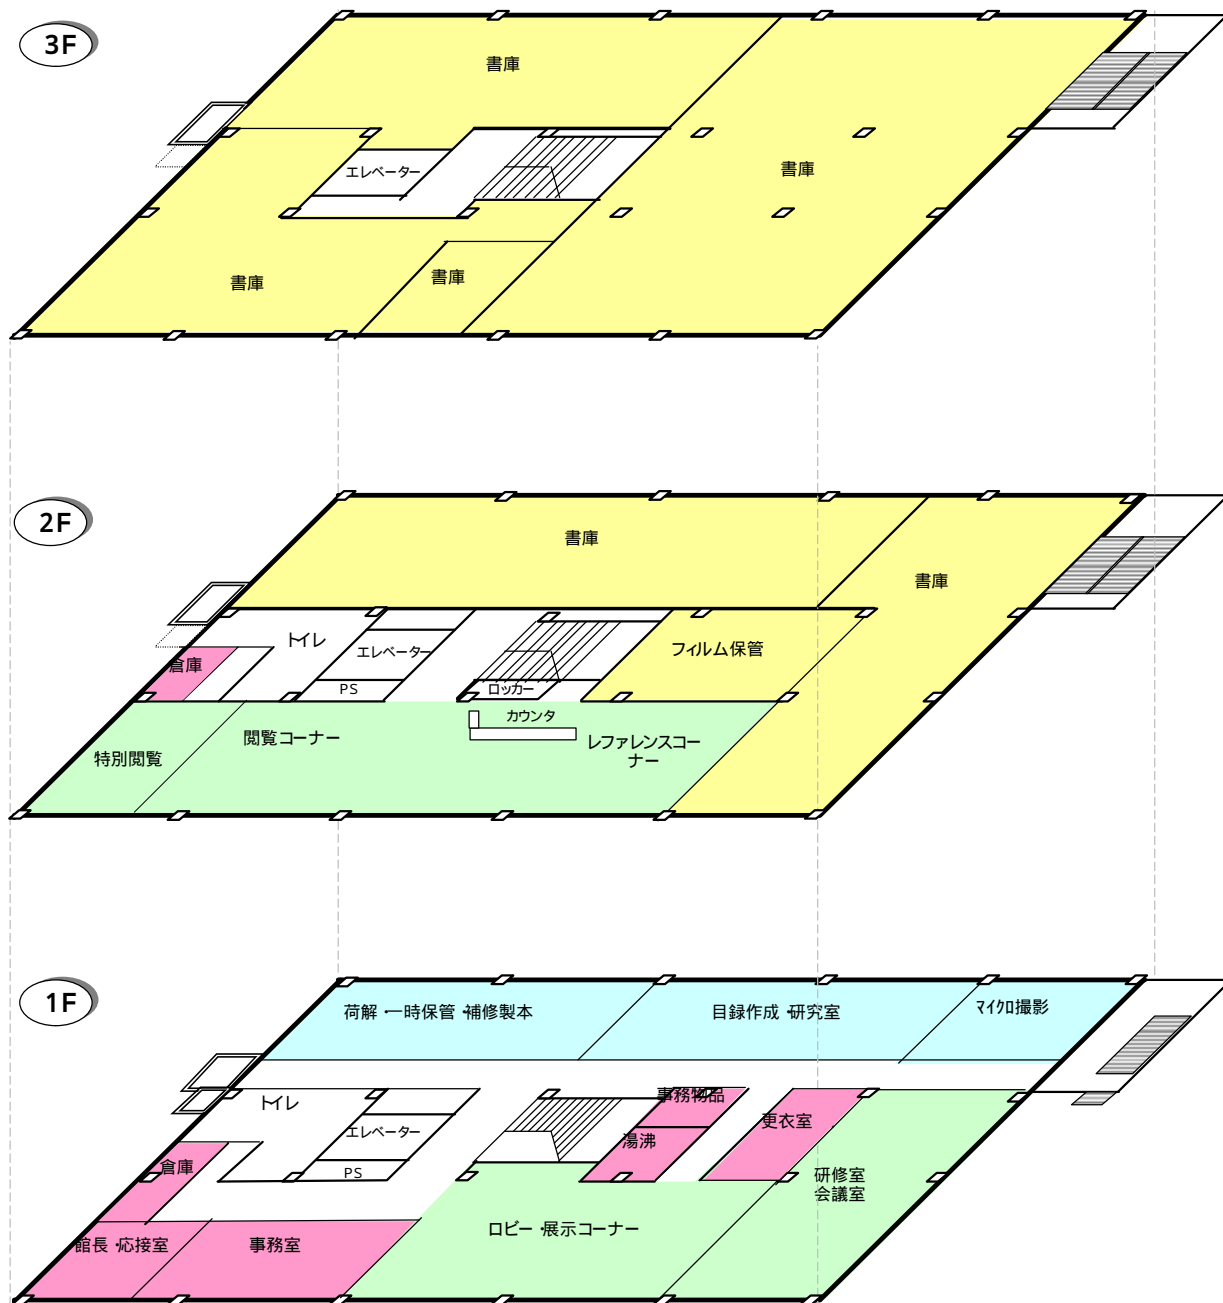 3F
書庫
エレベーター
書庫
書庫
書庫
2F
書庫
書庫
トイレ
エレベーター
フィルム保管
倉庫
PS
ロッカー
カウンタ
閲覧コーナー
レファレンスコー
ナー
特別閲覧
1F
荷解・一時保管・補修製本
目録作成・研究室
マイクロ撮影
トイレ
事務物品
エレベーター
更衣室
湯沸
倉庫
PS
研修室
会議室
ロビー・展示コーナー
館長・応接室
事務室